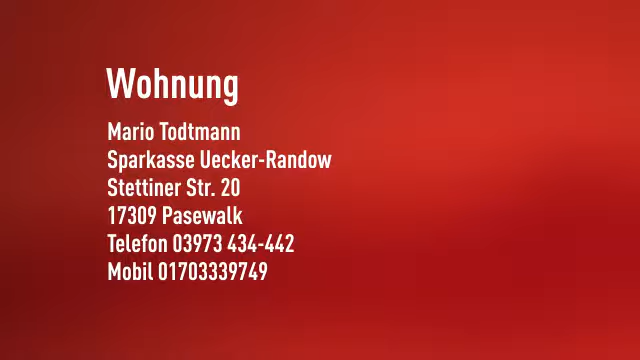 Wohnung
Mario Todtmann
Sparkasse Uecker-Randow
Stettiner Str. 20
17309 Pasewalk
Telefon 03973 434-442
Mobil 01703339749